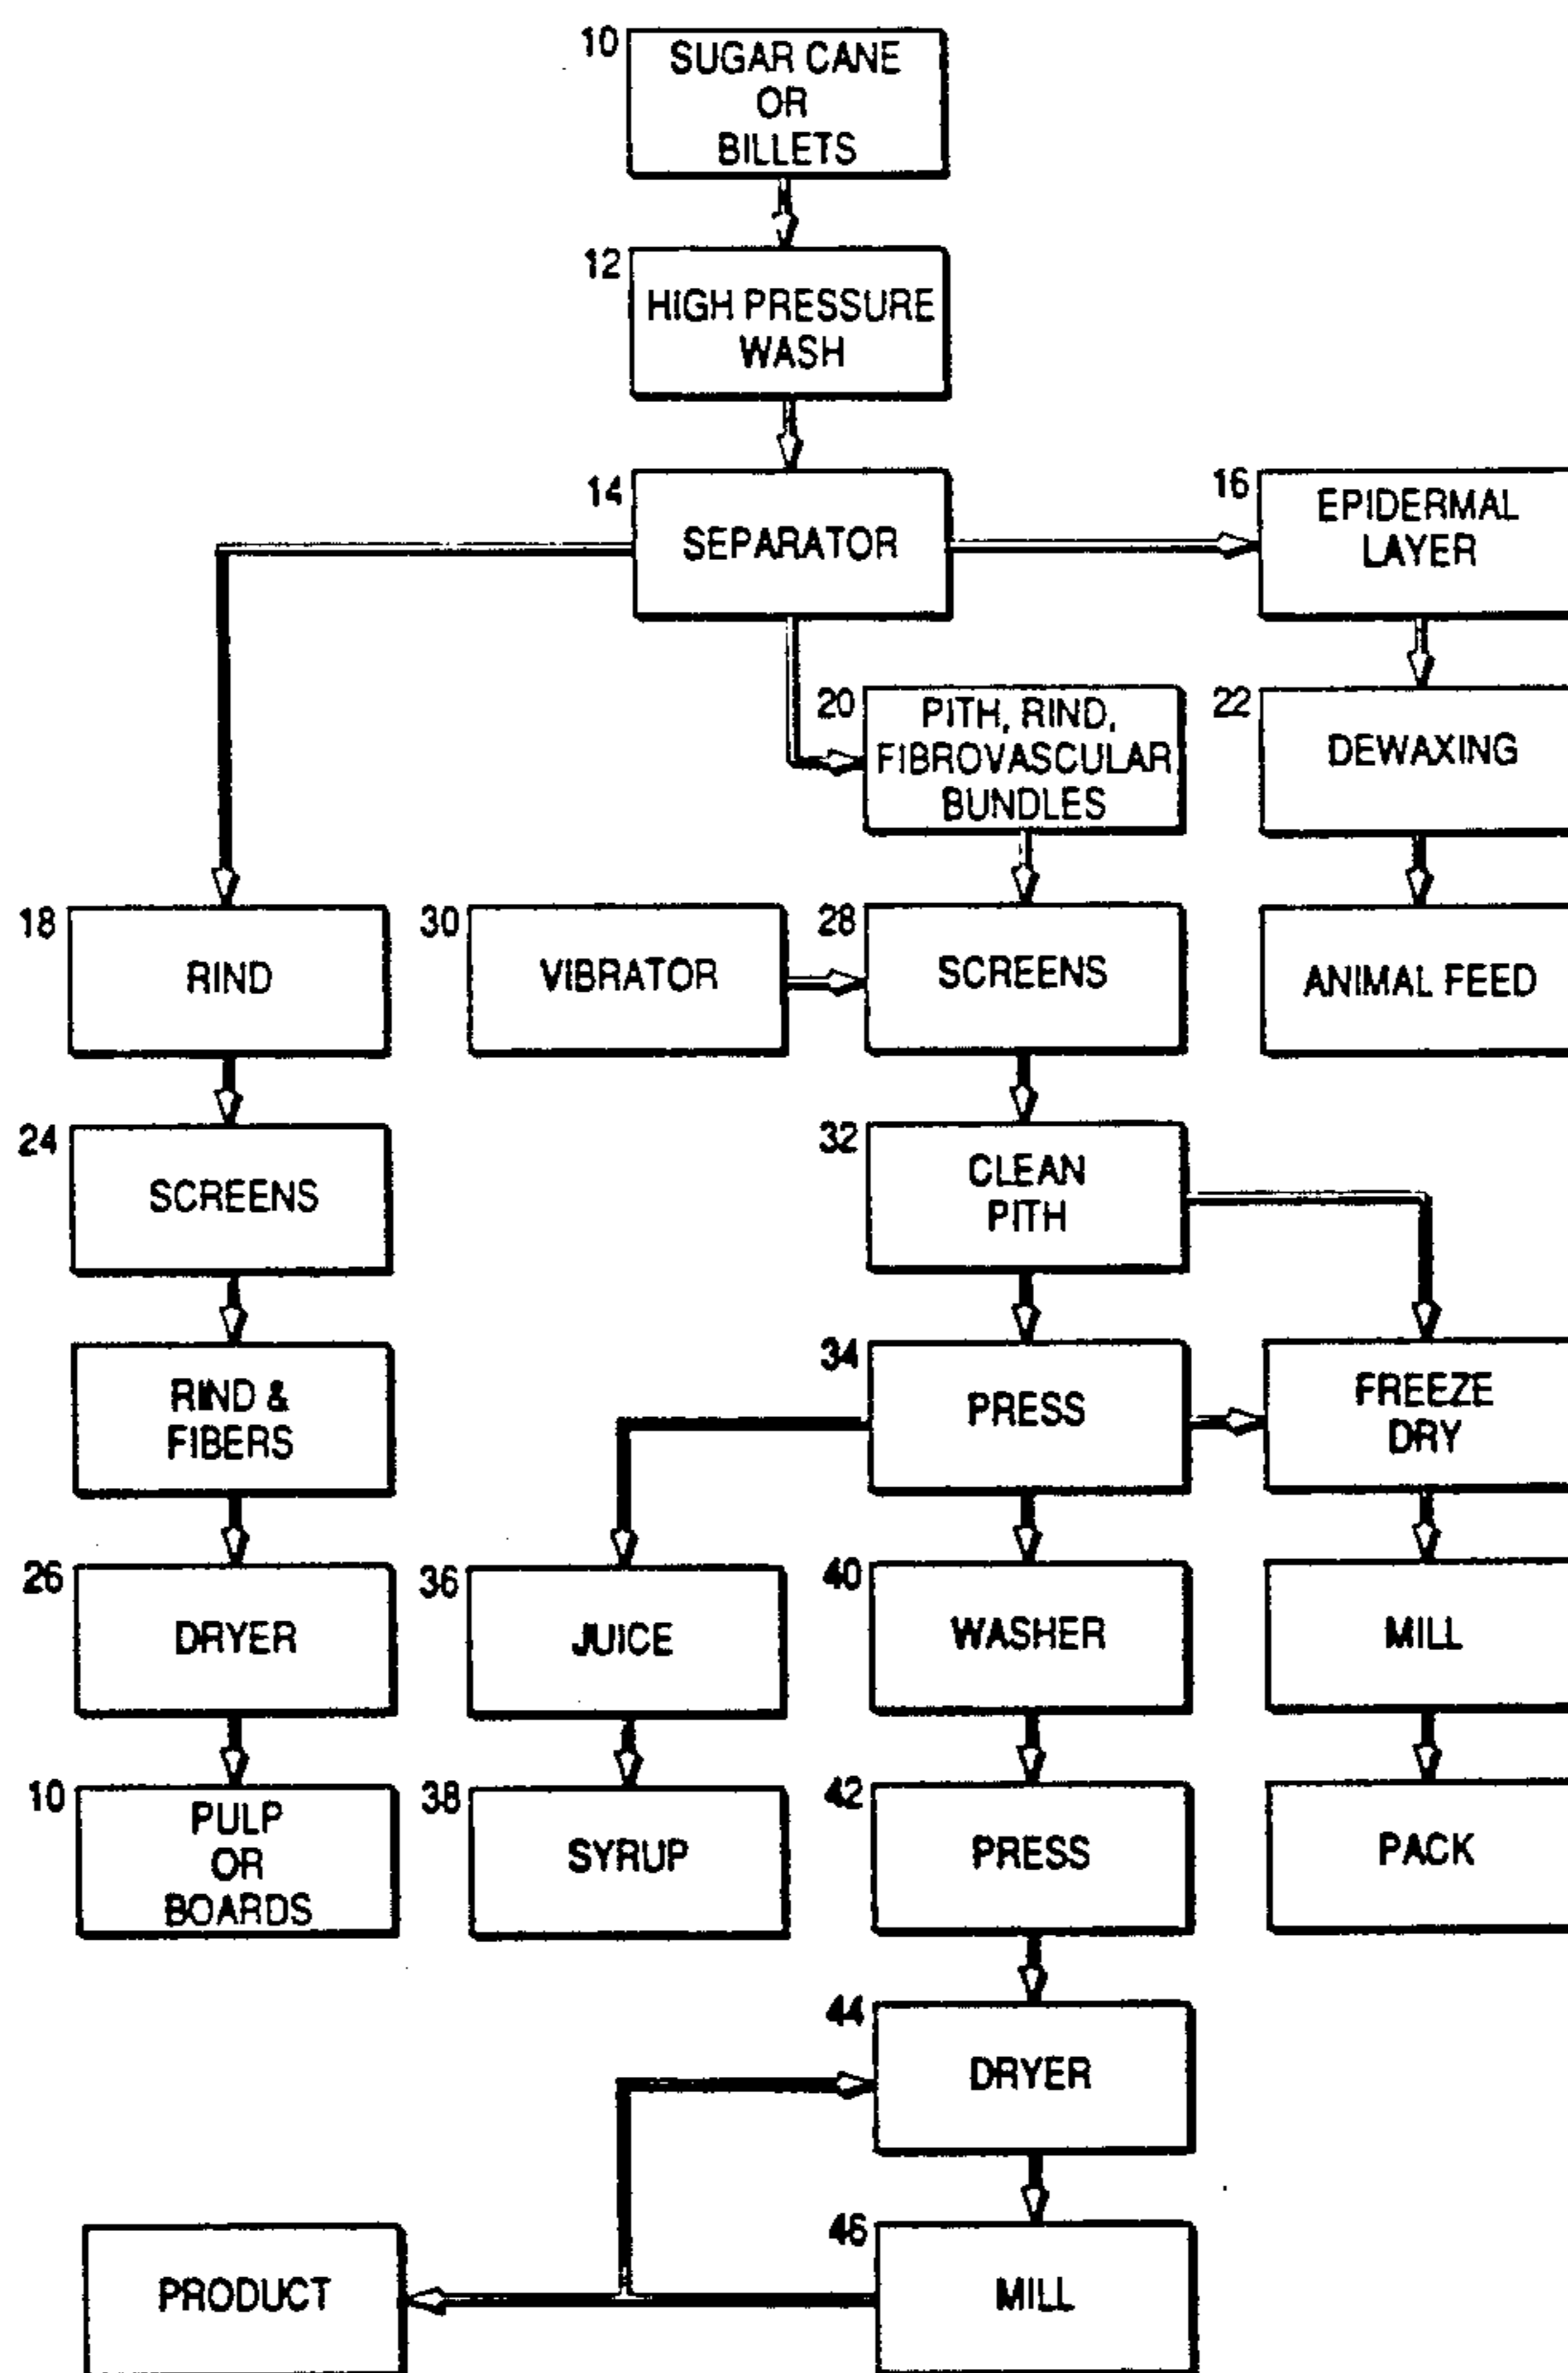 10
SUGAR CANE
OR
BILLETS
12
HIGH PRESSURE
WASH
14
SEPARATOR
16
EPIDERMAL
LAYER
20
PITH, RIND,
FIBROVASCULAR
BUNDLES
22
DEWAXING
18
RIND
30
VIBRATOR
28
SCREENS
ANIMAL FEED
24
SCREENS
32
CLEAN
PITH
RIND &
FIBERS
34
PRESS
FREEZE
DRY
26
DRYER
36
JUICE
40
WASHER
MILL
10
PULP
OR
BOARDS
38
SYRUP
42
PRESS
PACK
44
DRYER
PRODUCT
46
MILL